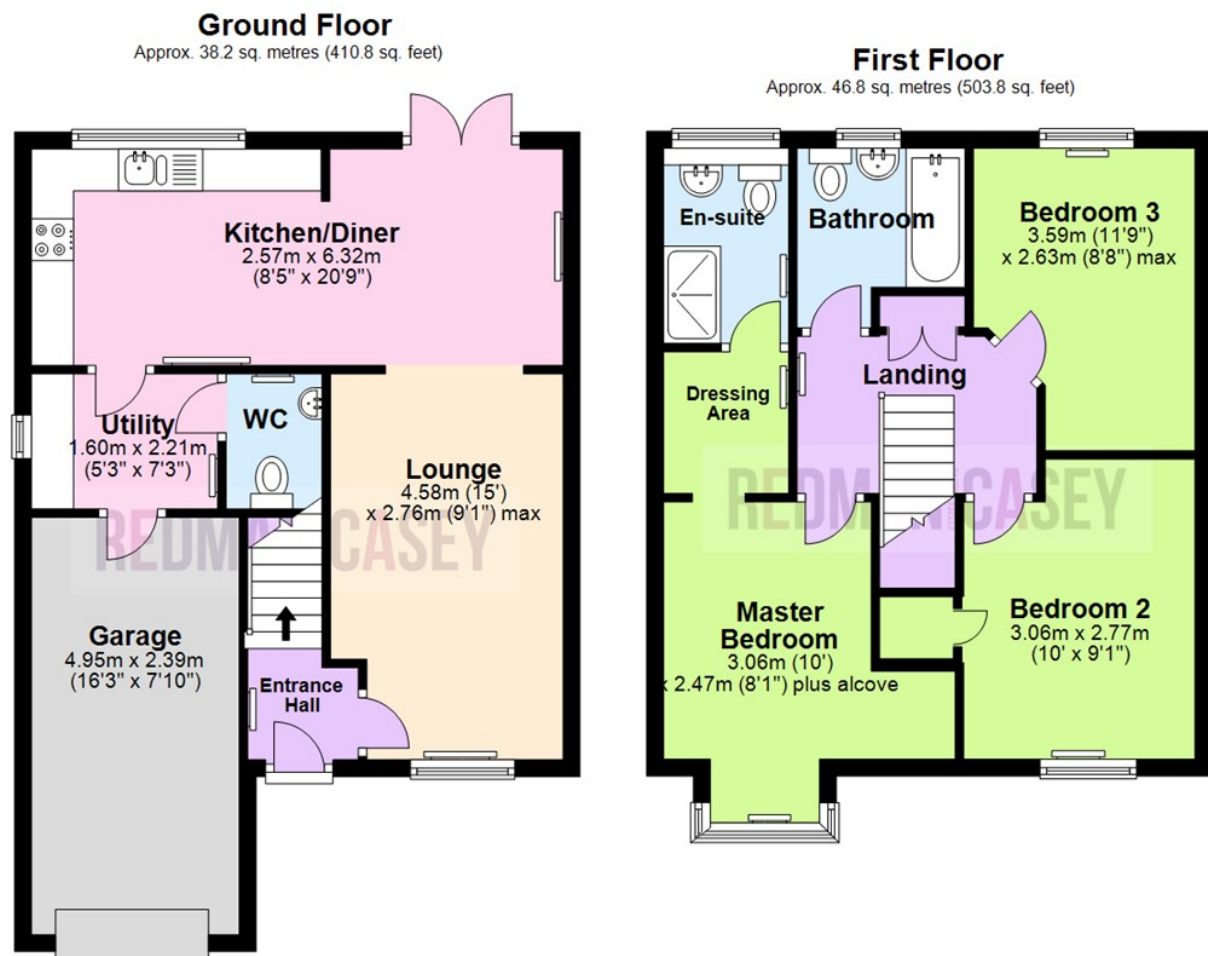 Ground Floor
Approx. 38.2 sq. metres (410.8 sq. feet)
Kitchen/Diner
2.57m x 6.32m
(8'5" x 20'9")
Utility
1.60m x 2.21m
(5'3" x 7'3")
WC
Lounge
4.58m (15')
x 2.76m (9'1") max
Garage
4.95m x 2.39m
(16'3" x 7'10")
Entrance
Hall
REDMAN CASEY
First Floor
Approx. 46.8 sq. metres (503.8 sq. feet)
En-suite
Bathroom
Bedroom 3
3.59m (11'9")
x 2.63m (8'8") max
Landing
Dressing
Area
REDMAN CASEY
Master
Bedroom
3.06m (10')
x 2.47m (8'1") plus alcove
Bedroom 2
3.06m x 2.77m
(10' x 9'1")